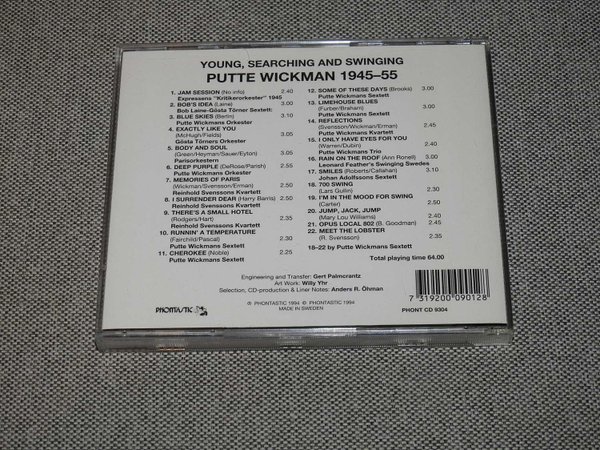 YOUNG, SEARCHING AND SWINGING
PUTTE WICKMAN 1945–55
1. JAM SESSION (No info) 2.40
Expressens "Kritikerorkester" 1945
2. BOB'S IDEA (Laine) 3.00
Bob Laine-Gösta Törner Sextett:
3. BLUE SKIES (Berlin) 3.10
Putte Wickmans Orkester
4. EXACTLY LIKE YOU
(McHugh/Fields) 3.05
Gösta Törners Orkester
5. BODY AND SOUL
(Green/Heyman/Sauer/Eyton) 3.05
Parisorkestern
6. DEEP PURPLE (DeRose/Parish) 2.55
Putte Wickmans Orkester
7. MEMORIES OF PARIS
(Wickman/Svensson/Erman) 2.50
Reinhold Svenssons Kvartett
8. I SURRENDER DEAR (Harry Barris) 2.50
Reinhold Svenssons Kvartett
9. THERE'S A SMALL HOTEL
(Rodgers/Hart) 2.35
Reinhold Svenssons Kvartett
10. RUNNIN' A TEMPERATURE
(Fairchild/Pascal) 2.30
Putte Wickmans Sextett
11. CHEROKEE (Noble) 2.25
Putte Wickmans Sextett
12. SOME OF THESE DAYS (Brooks) 3.00
Putte Wickmans Sextett
13. LIMEHOUSE BLUES
(Furber/Braham) 3.00
Putte Wickmans Sextett
14. REFLECTIONS
(Svensson/Wickman/Erman) 2.45
Putte Wickmans Kvartett
15. I ONLY HAVE EYES FOR YOU
(Warren/Dubin) 2.40
Putte Wickmans Trio
16. RAIN ON THE ROOF (Ann Ronell) 3.00
Leonard Feather's Swinging Swedes
17. SMILES (Roberts/Callahan) 3.10
Johan Adolfssons Sextett
18. 700 SWING
(Lars Gullin) 2.30
19. I'M IN THE MOOD FOR SWING
(Carter) 2.50
20. JUMP, JACK, JUMP
(Mary Lou Williams) 2.40
21. OPUS LOCAL 802 (B. Goodman) 2.45
22. MEET THE LOBSTER
(R. Svensson) 2.35
18–22 by Putte Wickmans Sextett
Total playing time 64.00
Engineering and Transfer: Gert Palmcrantz
Art Work: Willy Yhr
Selection, CD-production & Liner Notes: Anders R. Öhman
PHONTASTIC
℗ PHONTASTIC 1994 © PHONTASTIC 1994
MADE IN SWEDEN
7 319200 090128
PHONT CD 9304